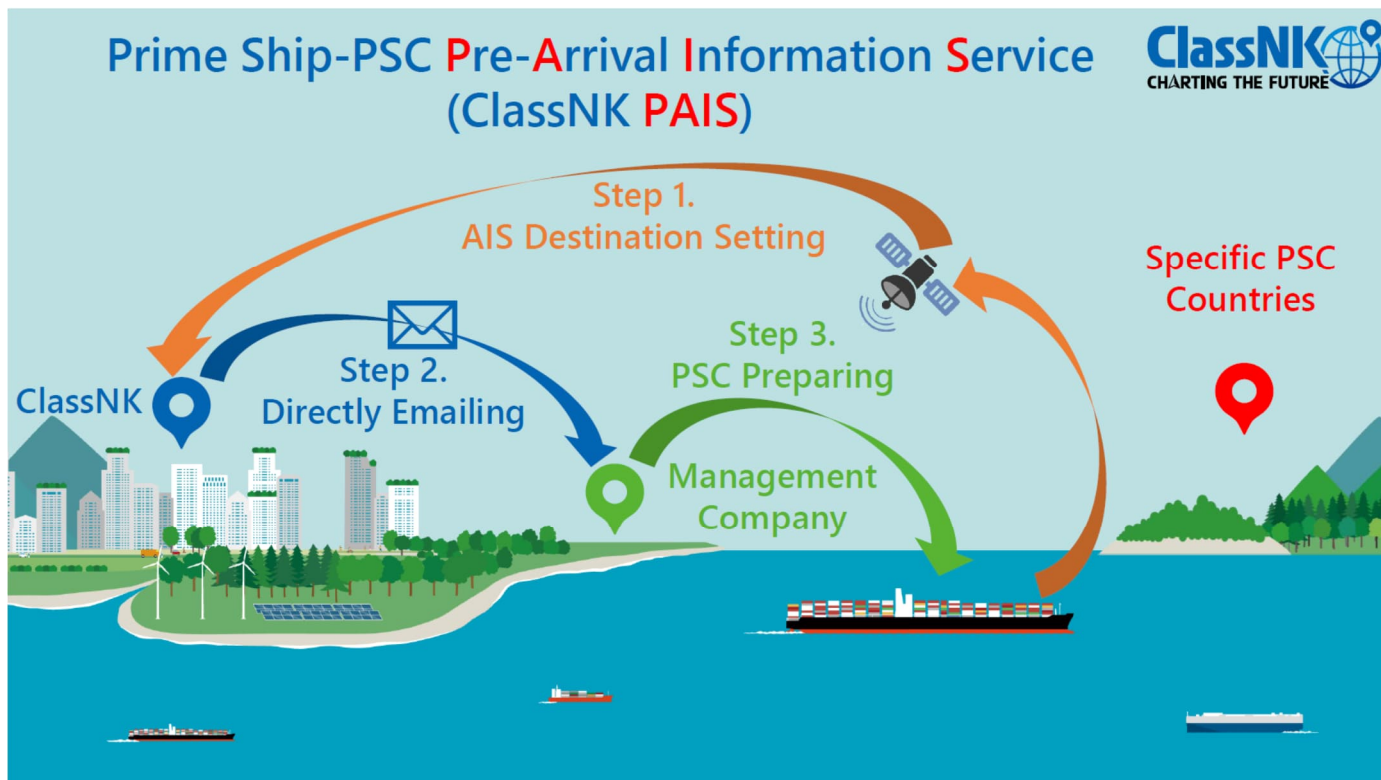 Prime Ship-PSC Pre-Arrival Information Service
(ClassNK PAIS)
ClassNK
CHARTING THE FUTURE
Step 1.
AIS Destination Setting
Specific PSC
Countries
Step 3.
PSC Preparing
Step 2.
Directly Emailing
ClassNK
Management
Company